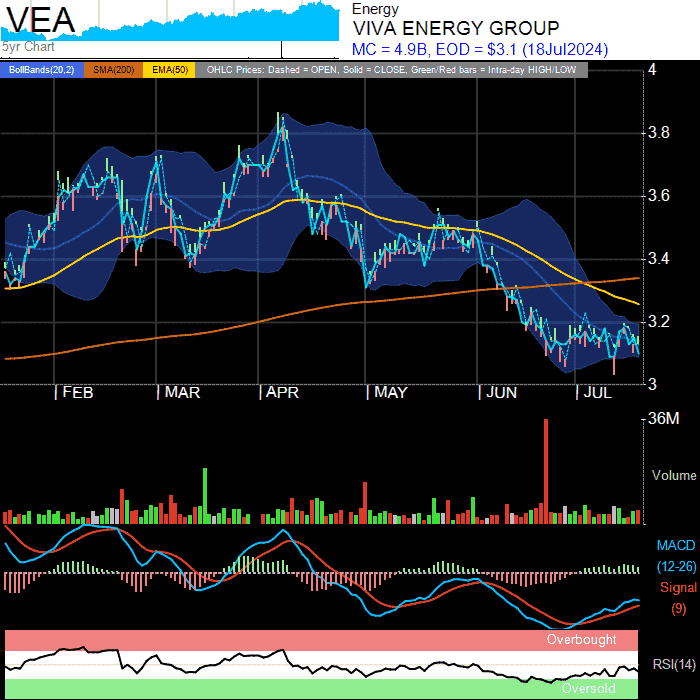 VEA
5yr Chart
Energy
VIVA ENERGY GROUP
MC = 4.9B, EOD = $3.1 (18Jul2024)
BollBands(20,2) SMA(200) EMA(50) OHLC Prices: Dashed = OPEN, Solid = CLOSE, Green/Red bars = Intra-day HIGH/LOW
4
3.8
3.6
3.4
3.2
3
| FEB | MAR | APR | MAY | JUN | JUL
36M
Volume
MACD
(12-26)
Signal
(9)
Overbought
RSI(14)
Oversold